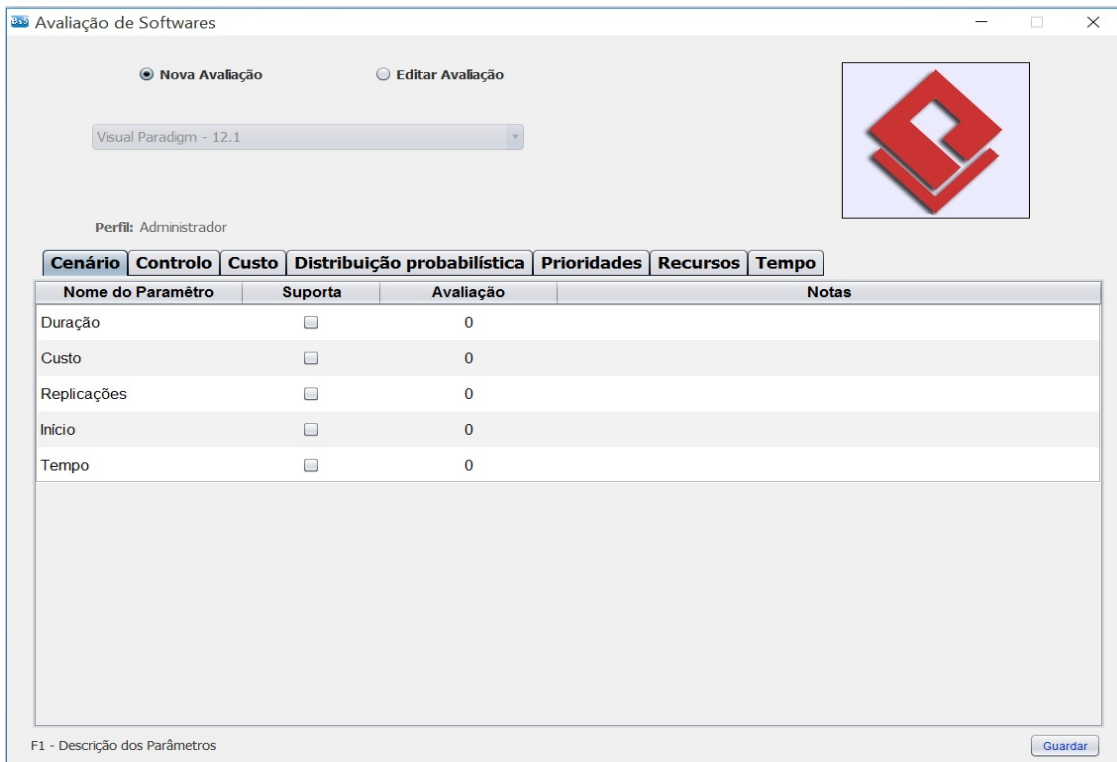 Avaliação de Softwares
Nova Avaliação Editar Avaliação
Visual Paradigm - 12.1
Perfil: Administrador
Cenário Controlo Custo Distribuição probabilística Prioridades Recursos Tempo
Nome do Paramêtro Suporta Avaliação Notas
Duração 0
Custo 0
Replicações 0
Início 0
Tempo 0
F1 - Descrição dos Parâmetros Guardar